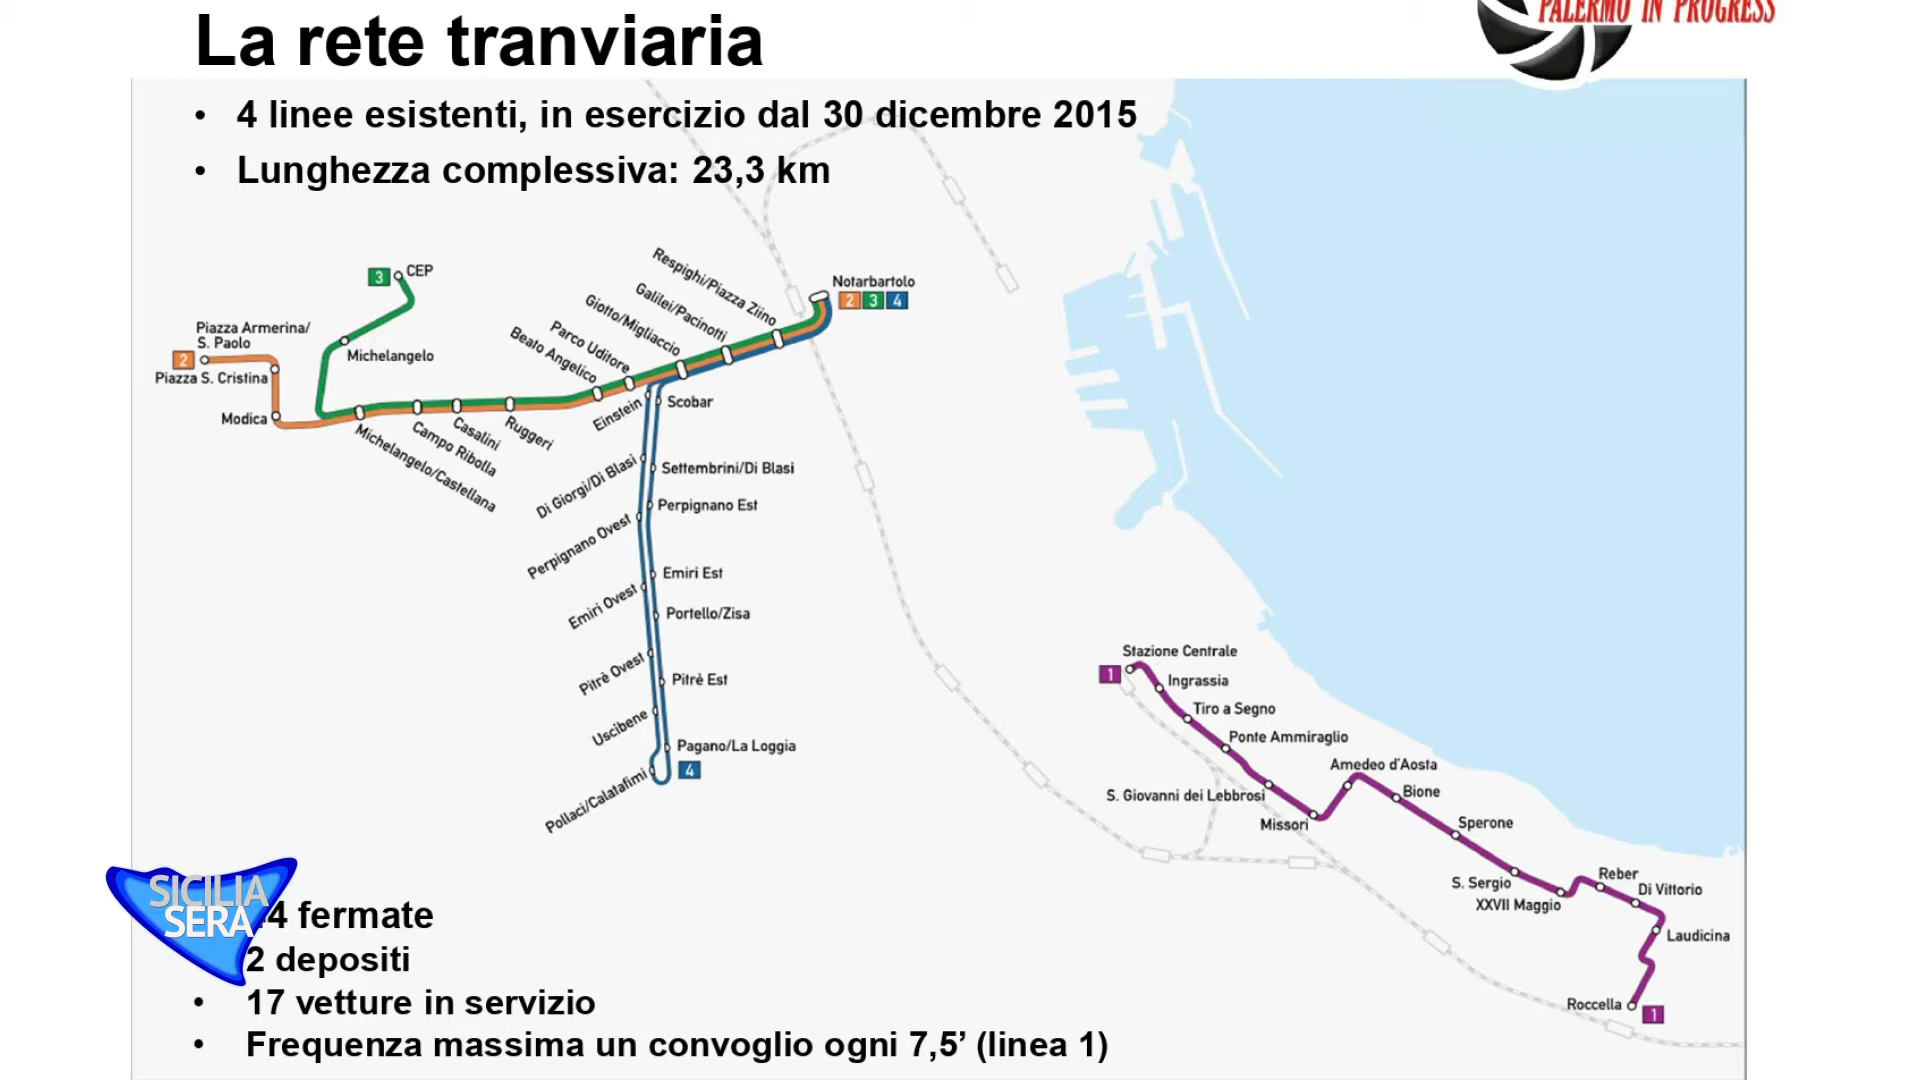 PALERMO IN PROGRESS
La rete tranviaria
• 4 linee esistenti, in esercizio dal 30 dicembre 2015
• Lunghezza complessiva: 23,3 km
3 CEP
Michelangelo
Piazza Armerina/
S. Paolo
2
Piazza S. Cristina
Modica
Michelangelo/Castellana
Campo Ribolla
Casalini
Ruggeri
Beato Angelico
Parco Uditore
Giotto/Migliaccio
Galilei/Pacinotti
Respighi/Piazza Ziino
Notarbartolo
2 3 4
Einstein
Scobar
Di Giorgi/Di Blasi
Settembrini/Di Blasi
Perpignano Ovest
Perpignano Est
Emiri Ovest
Emiri Est
Portello/Zisa
Pitrè Ovest
Pitrè Est
Uscibene
Pagano/La Loggia
4
Pollaci/Calatafimi
Stazione Centrale
1
Ingrassia
Tiro a Segno
Ponte Ammiraglio
S. Giovanni dei Lebbrosi
Missori
Amedeo d'Aosta
Bione
Sperone
S. Sergio
XXVII Maggio
Reber
Di Vittorio
Laudicina
Roccella
1
SICILIA
SERA
4 fermate
2 depositi
• 17 vetture in servizio
• Frequenza massima un convoglio ogni 7,5’ (linea 1)